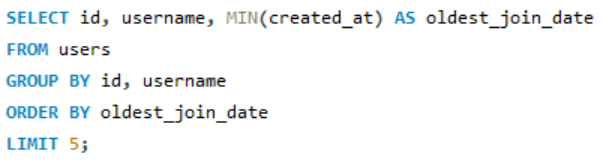 SELECT id, username, MIN(created_at) AS oldest_join_date
FROM users
GROUP BY id, username
ORDER BY oldest_join_date
LIMIT 5;